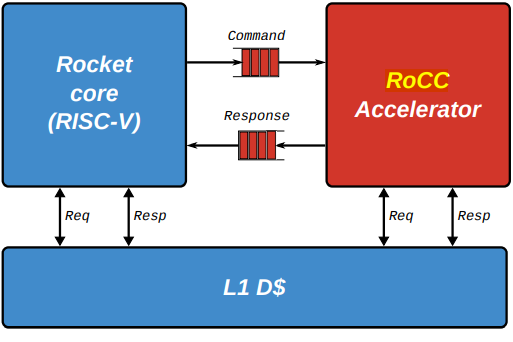 Command
Rocket
core
(RISC-V)
RoCC
Accelerator
Response
Req
Resp
Req
Resp
L1 D$